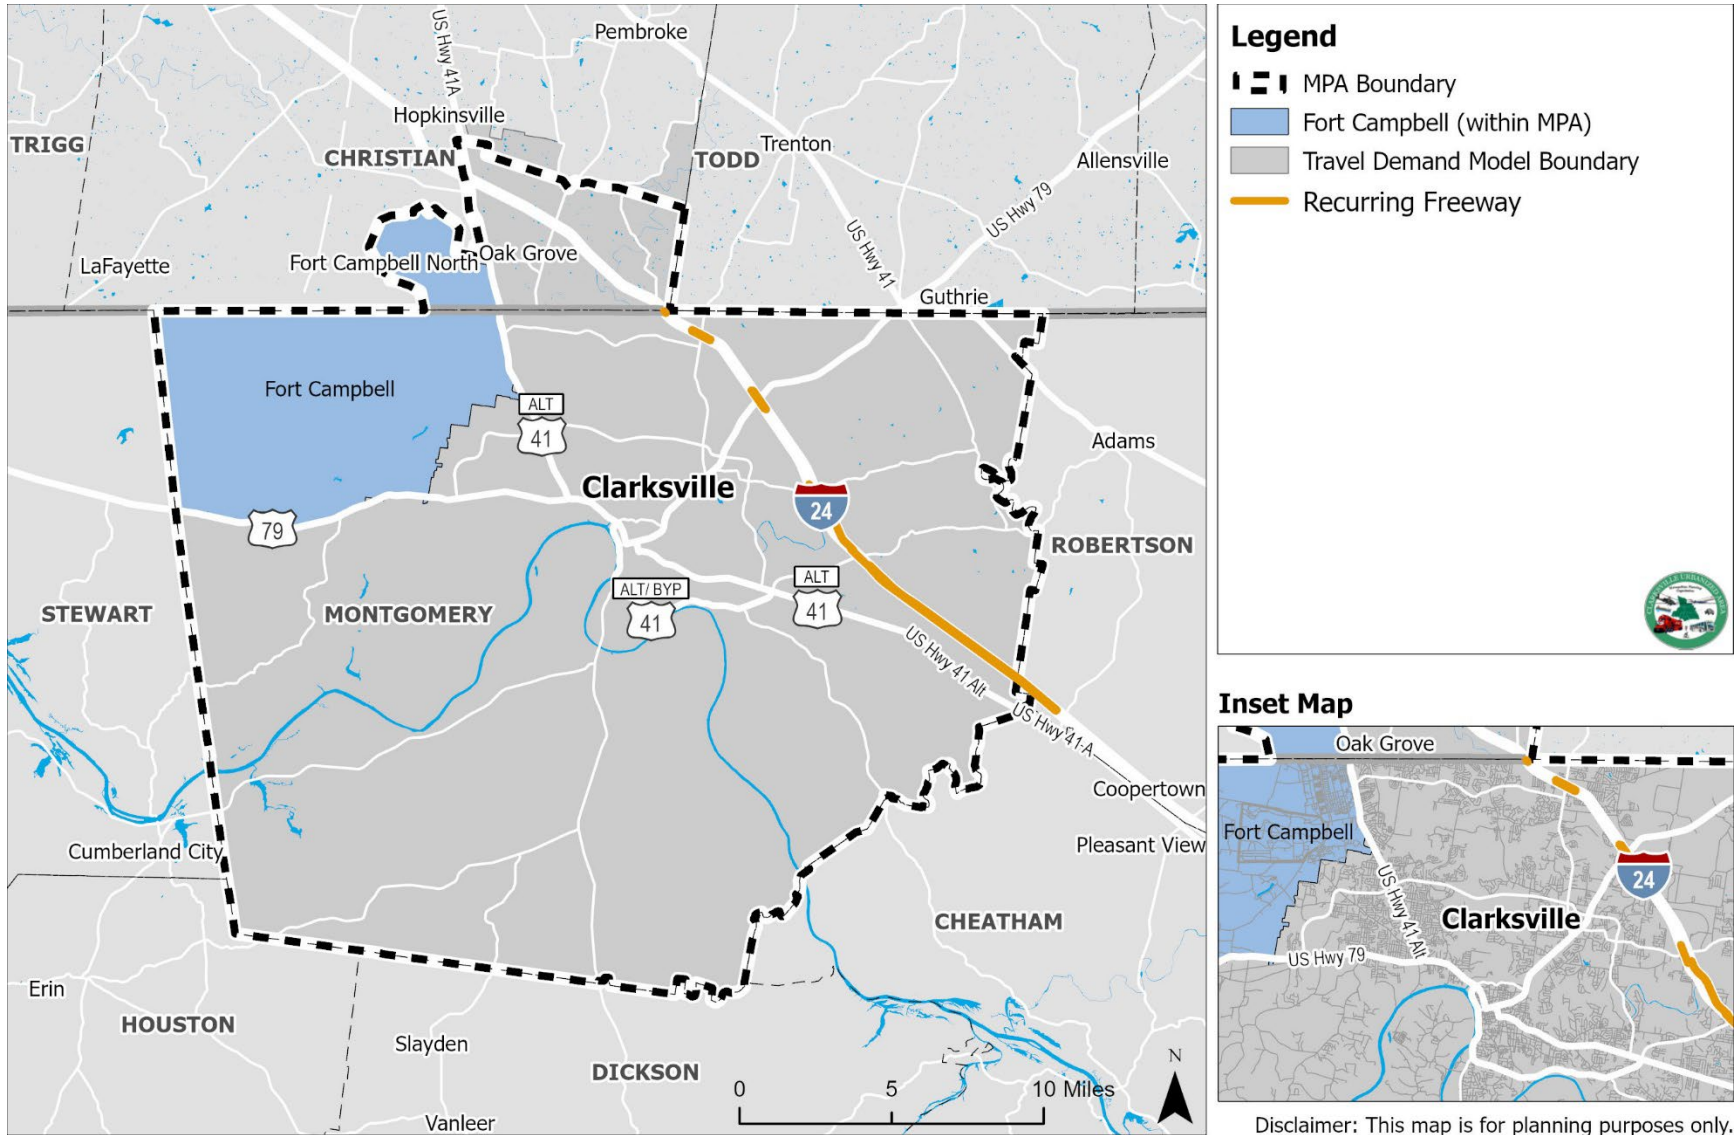 Pembroke
US Hwy 41A
Hopkinsville
TRIGG
CHRISTIAN
TODD
Trenton
Allensville
US Hwy 79
US Hwy 41
LaFayette
Fort Campbell North
Oak Grove
Guthrie
Fort Campbell
ALT
41
Clarksville
Adams
24
79
ROBERTSON
STEWART
MONTGOMERY
ALT/ BYP
41
ALT
41
US Hwy 41 Alt
US Hwy 41-A
Coopertown
Pleasant View
Cumberland City
CHEATHAM
Erin
HOUSTON
Slayden
DICKSON
Vanleer
0 5 10 Miles
N
Legend
MPA Boundary
Fort Campbell (within MPA)
Travel Demand Model Boundary
Recurring Freeway
CLARKSVILLE URBANIZED AREA
Inset Map
Oak Grove
Fort Campbell
24
US Hwy 41 Alt
Clarksville
US Hwy 79
Disclaimer: This map is for planning purposes only.